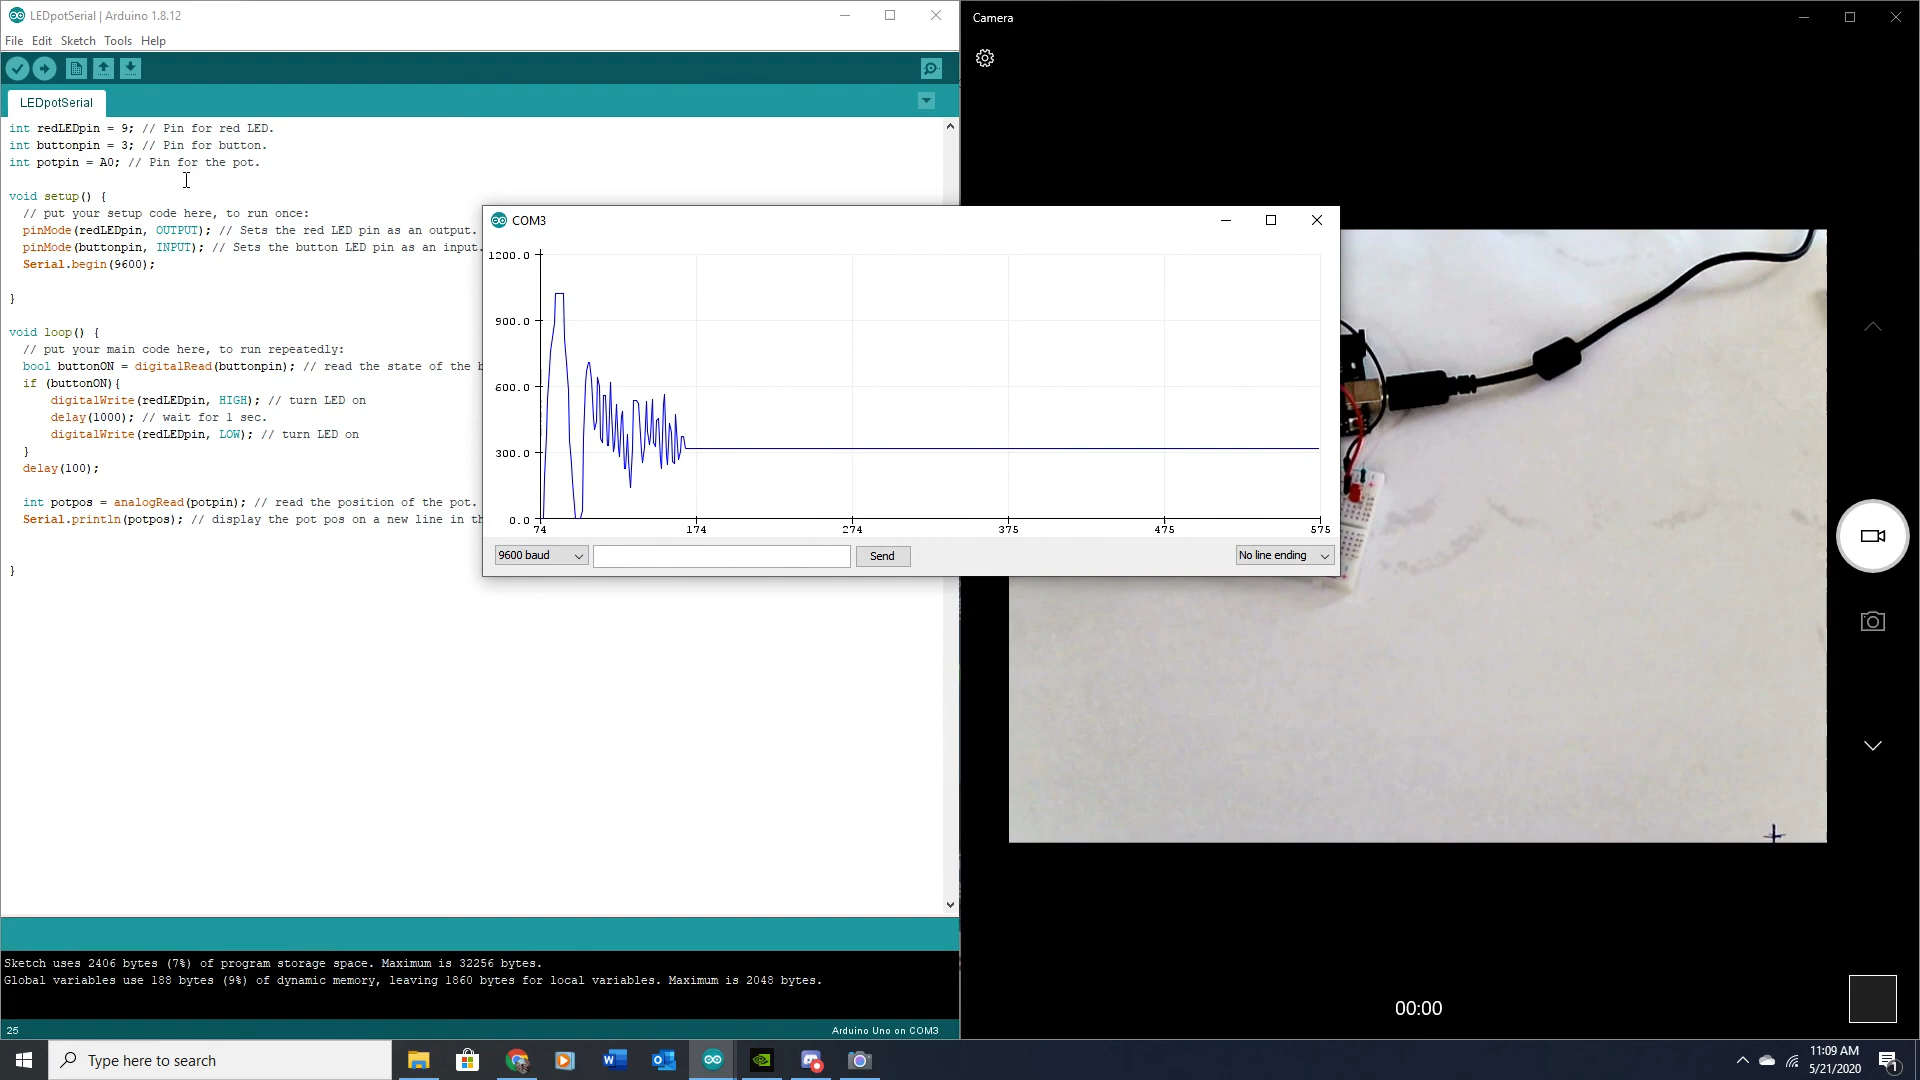 LEDpotSerial | Arduino 1.8.12
File Edit Sketch Tools Help
LEDpotSerial
int redLEDpin = 9; // Pin for red LED.
int buttonpin = 3; // Pin for button.
int potpin = A0; // Pin for the pot.
void setup() {
// put your setup code here, to run once:
pinMode(redLEDpin, OUTPUT); // Sets the red LED pin as an output.
pinMode(buttonpin, INPUT); // Sets the button LED pin as an input.
Serial.begin(9600);
}
void loop() {
// put your main code here, to run repeatedly:
bool buttonON = digitalRead(buttonpin); // read the state of the b
if (buttonON){
digitalWrite(redLEDpin, HIGH); // turn LED on
delay(1000); // wait for 1 sec.
digitalWrite(redLEDpin, LOW); // turn LED on
}
delay(100);
int potpos = analogRead(potpin); // read the position of the pot.
Serial.println(potpos); // display the pot pos on a new line in th
}
Sketch uses 2406 bytes (7%) of program storage space. Maximum is 32256 bytes.
Global variables use 188 bytes (9%) of dynamic memory, leaving 1860 bytes for local variables. Maximum is 2048 bytes.
25
Arduino Uno on COM3
COM3
1200.0
900.0
600.0
300.0
0.0
74 174 274 375 475 575
9600 baud
Send
No line ending
Camera
00:00
Type here to search
11:09 AM
5/21/2020
1